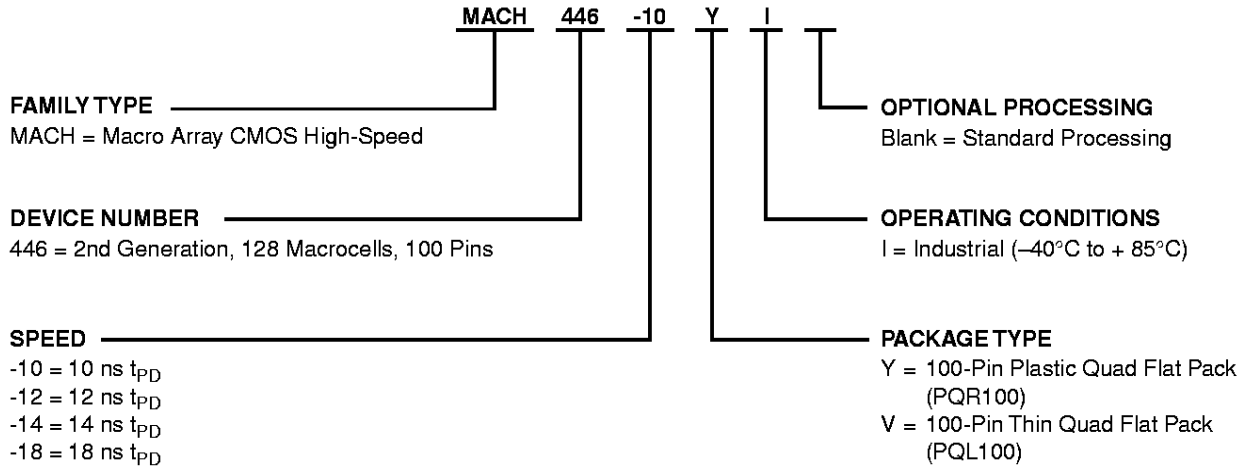 MACH 446 -10 Y I
FAMILY TYPE
MACH = Macro Array CMOS High-Speed
OPTIONAL PROCESSING
Blank = Standard Processing
DEVICE NUMBER
446 = 2nd Generation, 128 Macrocells, 100 Pins
OPERATING CONDITIONS
I = Industrial (–40°C to + 85°C)
SPEED
-10 = 10 ns tPD
-12 = 12 ns tPD
-14 = 14 ns tPD
-18 = 18 ns tPD
PACKAGE TYPE
Y = 100-Pin Plastic Quad Flat Pack
(PQR100)
V = 100-Pin Thin Quad Flat Pack
(PQL100)